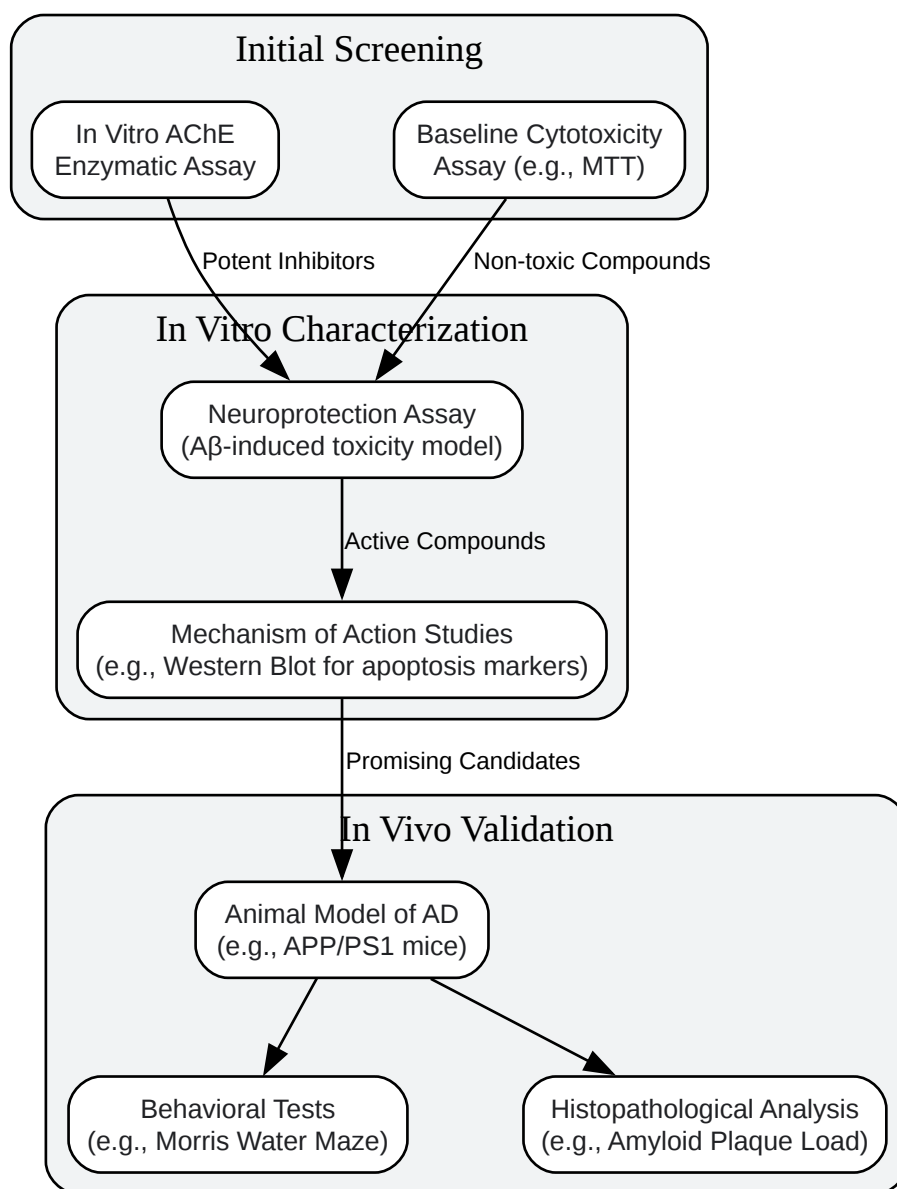 Initial Screening
In Vitro AChE
Enzymatic Assay
Baseline Cytotoxicity
Assay (e.g., MTT)
Potent Inhibitors
Non-toxic Compounds
In Vitro Characterization
Neuroprotection Assay
(Aβ-induced toxicity model)
Active Compounds
Mechanism of Action Studies
(e.g., Western Blot for apoptosis markers)
Promising Candidates
In Vivo Validation
Animal Model of AD
(e.g., APP/PS1 mice)
Behavioral Tests
(e.g., Morris Water Maze)
Histopathological Analysis
(e.g., Amyloid Plaque Load)